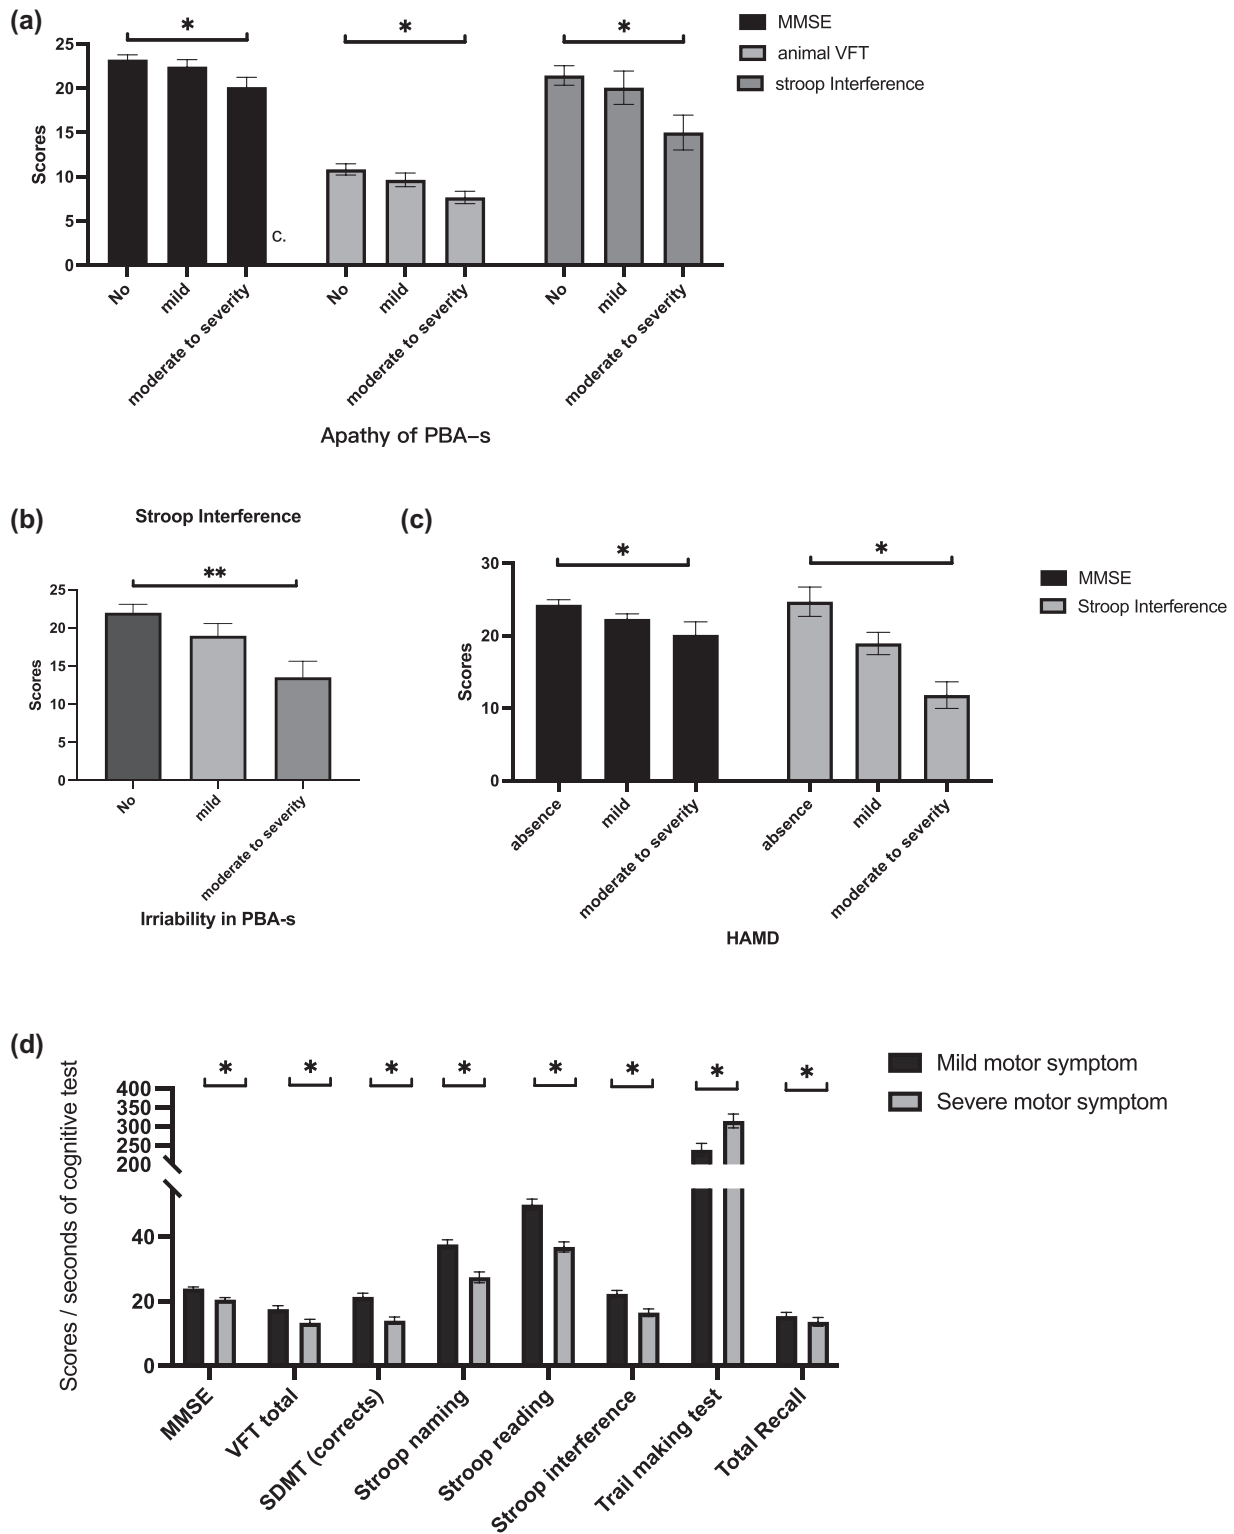 (a)
*
*
*
MMSE
animal VFT
stroop Interference
Scores
25
20
15
10
5
0
c.
No
mild
moderate to severity
No
mild
moderate to severity
No
mild
moderate to severity
Apathy of PBA–s
(b)
Stroop Interference
**
Scores
25
20
15
10
5
0
No
mild
moderate to severity
Irriability in PBA-s
(c)
*
*
MMSE
Stroop Interference
Scores
30
20
10
0
absence
mild
moderate to severity
absence
mild
moderate to severity
HAMD
(d)
*
*
*
*
*
*
*
*
Mild motor symptom
Severe motor symptom
Scores / seconds of cognitive test
400
350
300
250
200
40
20
0
MMSE
VFT total
SDMT (corrects)
Stroop naming
Stroop reading
Stroop interference
Trail making test
Total Recall